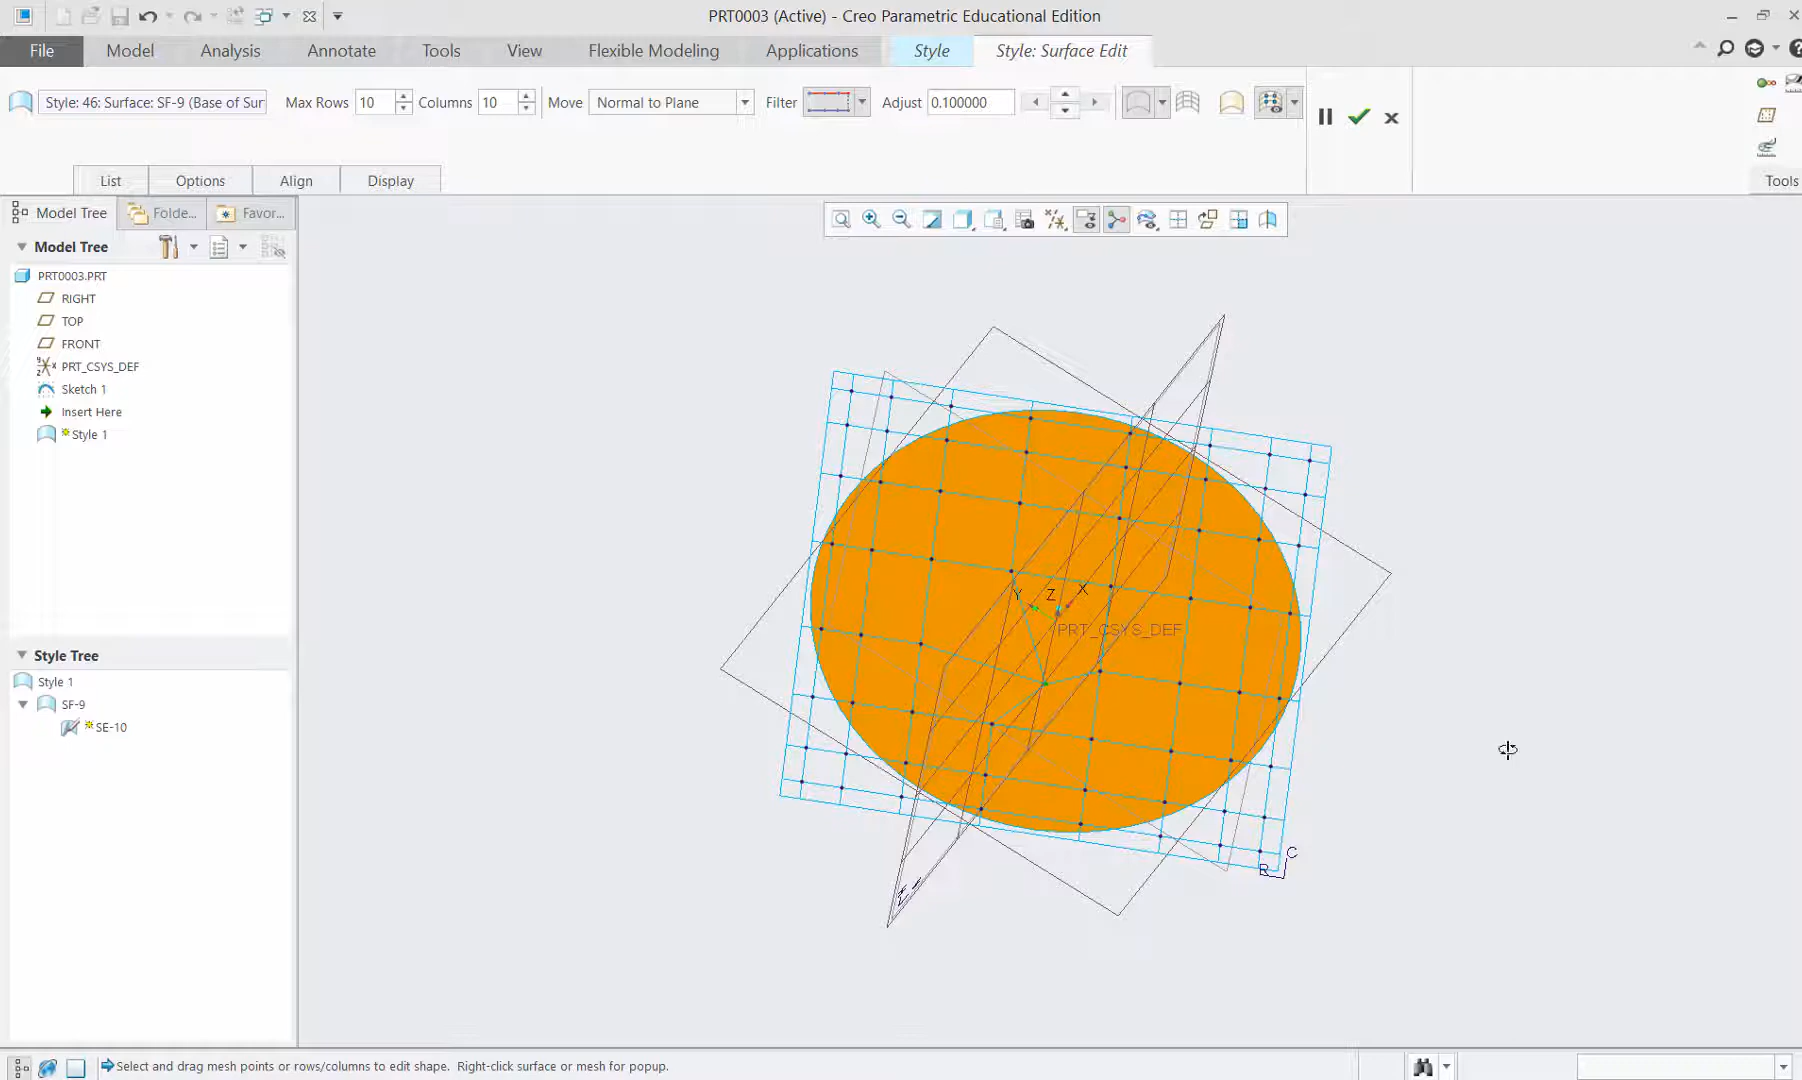 PRT0003 (Active) - Creo Parametric Educational Edition
File Model Analysis Annotate Tools View Flexible Modeling Applications Style Style: Surface Edit
Style: 46: Surface: SF-9 (Base of Sur Max Rows 10 Columns 10 Move Normal to Plane Filter Adjust 0.100000
List Options Align Display Tools
Model Tree Folde... Favor...
Model Tree
PRT0003.PRT
RIGHT
TOP
FRONT
PRT_CSYS_DEF
Sketch 1
Insert Here
Style 1
Style Tree
Style 1
SF-9
SE-10
Y Z X
PRT_CSYS_DEF
C
R
Select and drag mesh points or rows/columns to edit shape. Right-click surface or mesh for popup.